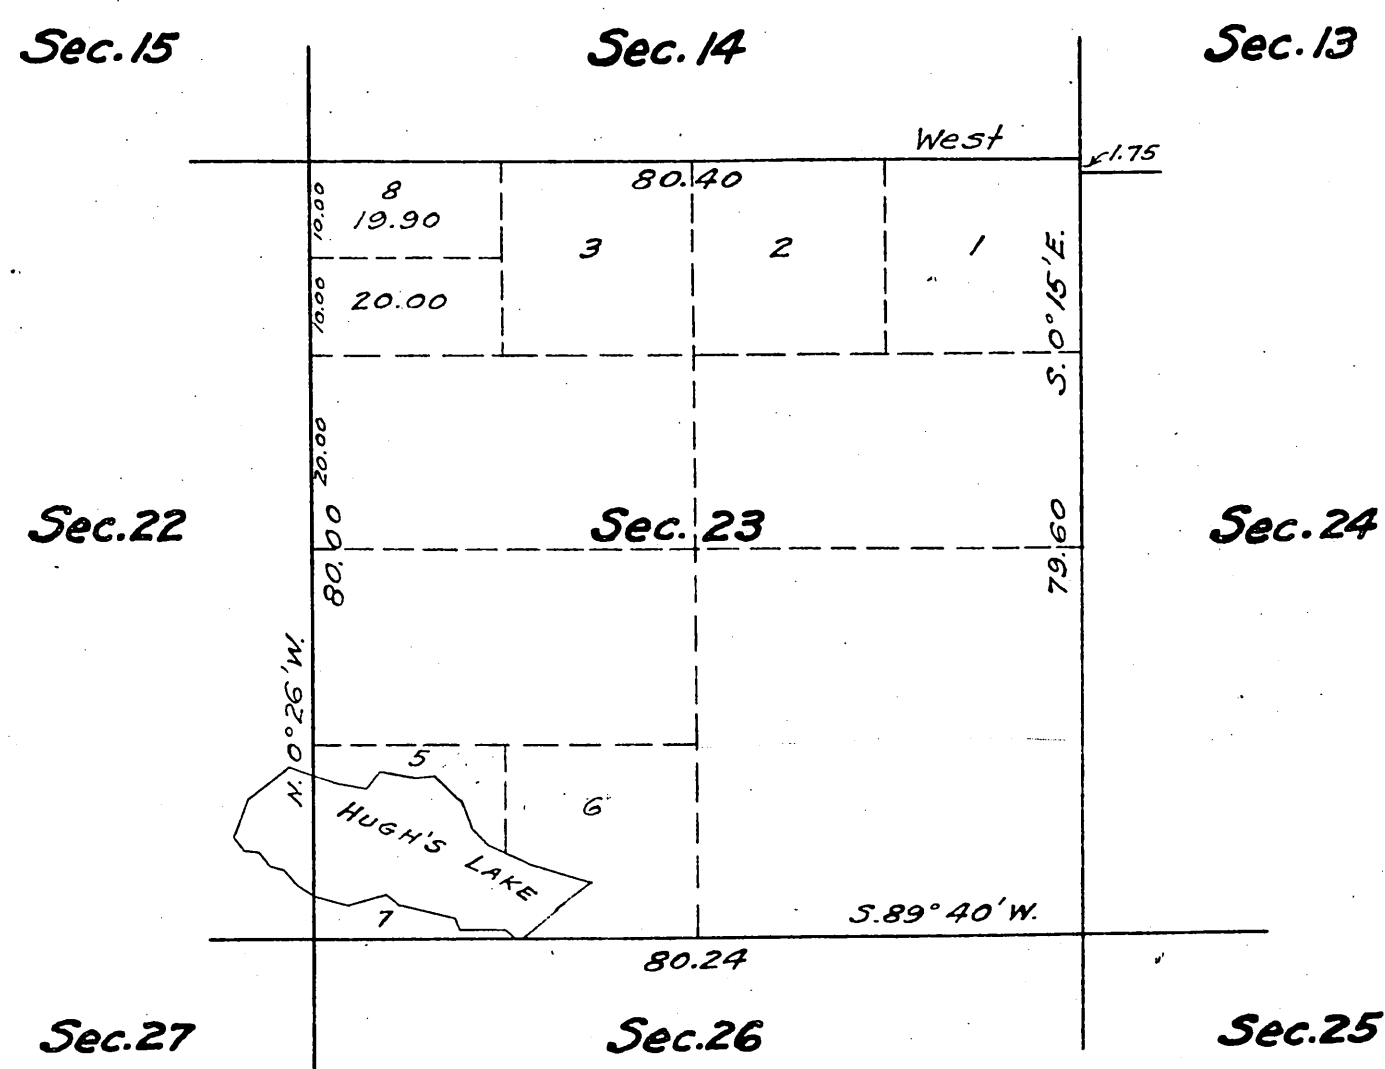 Sec. 15
Sec. 14
Sec. 13
West
1.75
80.40
8
19.90
10.00
3
2
1
S. 0° 15' E.
20.00
10.00
20.00
Sec. 22
80.00
Sec. 23
79.60
Sec. 24
N. 0° 26' W.
5
6
HUGH'S LAKE
7
S. 89° 40' W.
80.24
Sec. 27
Sec. 26
Sec. 25